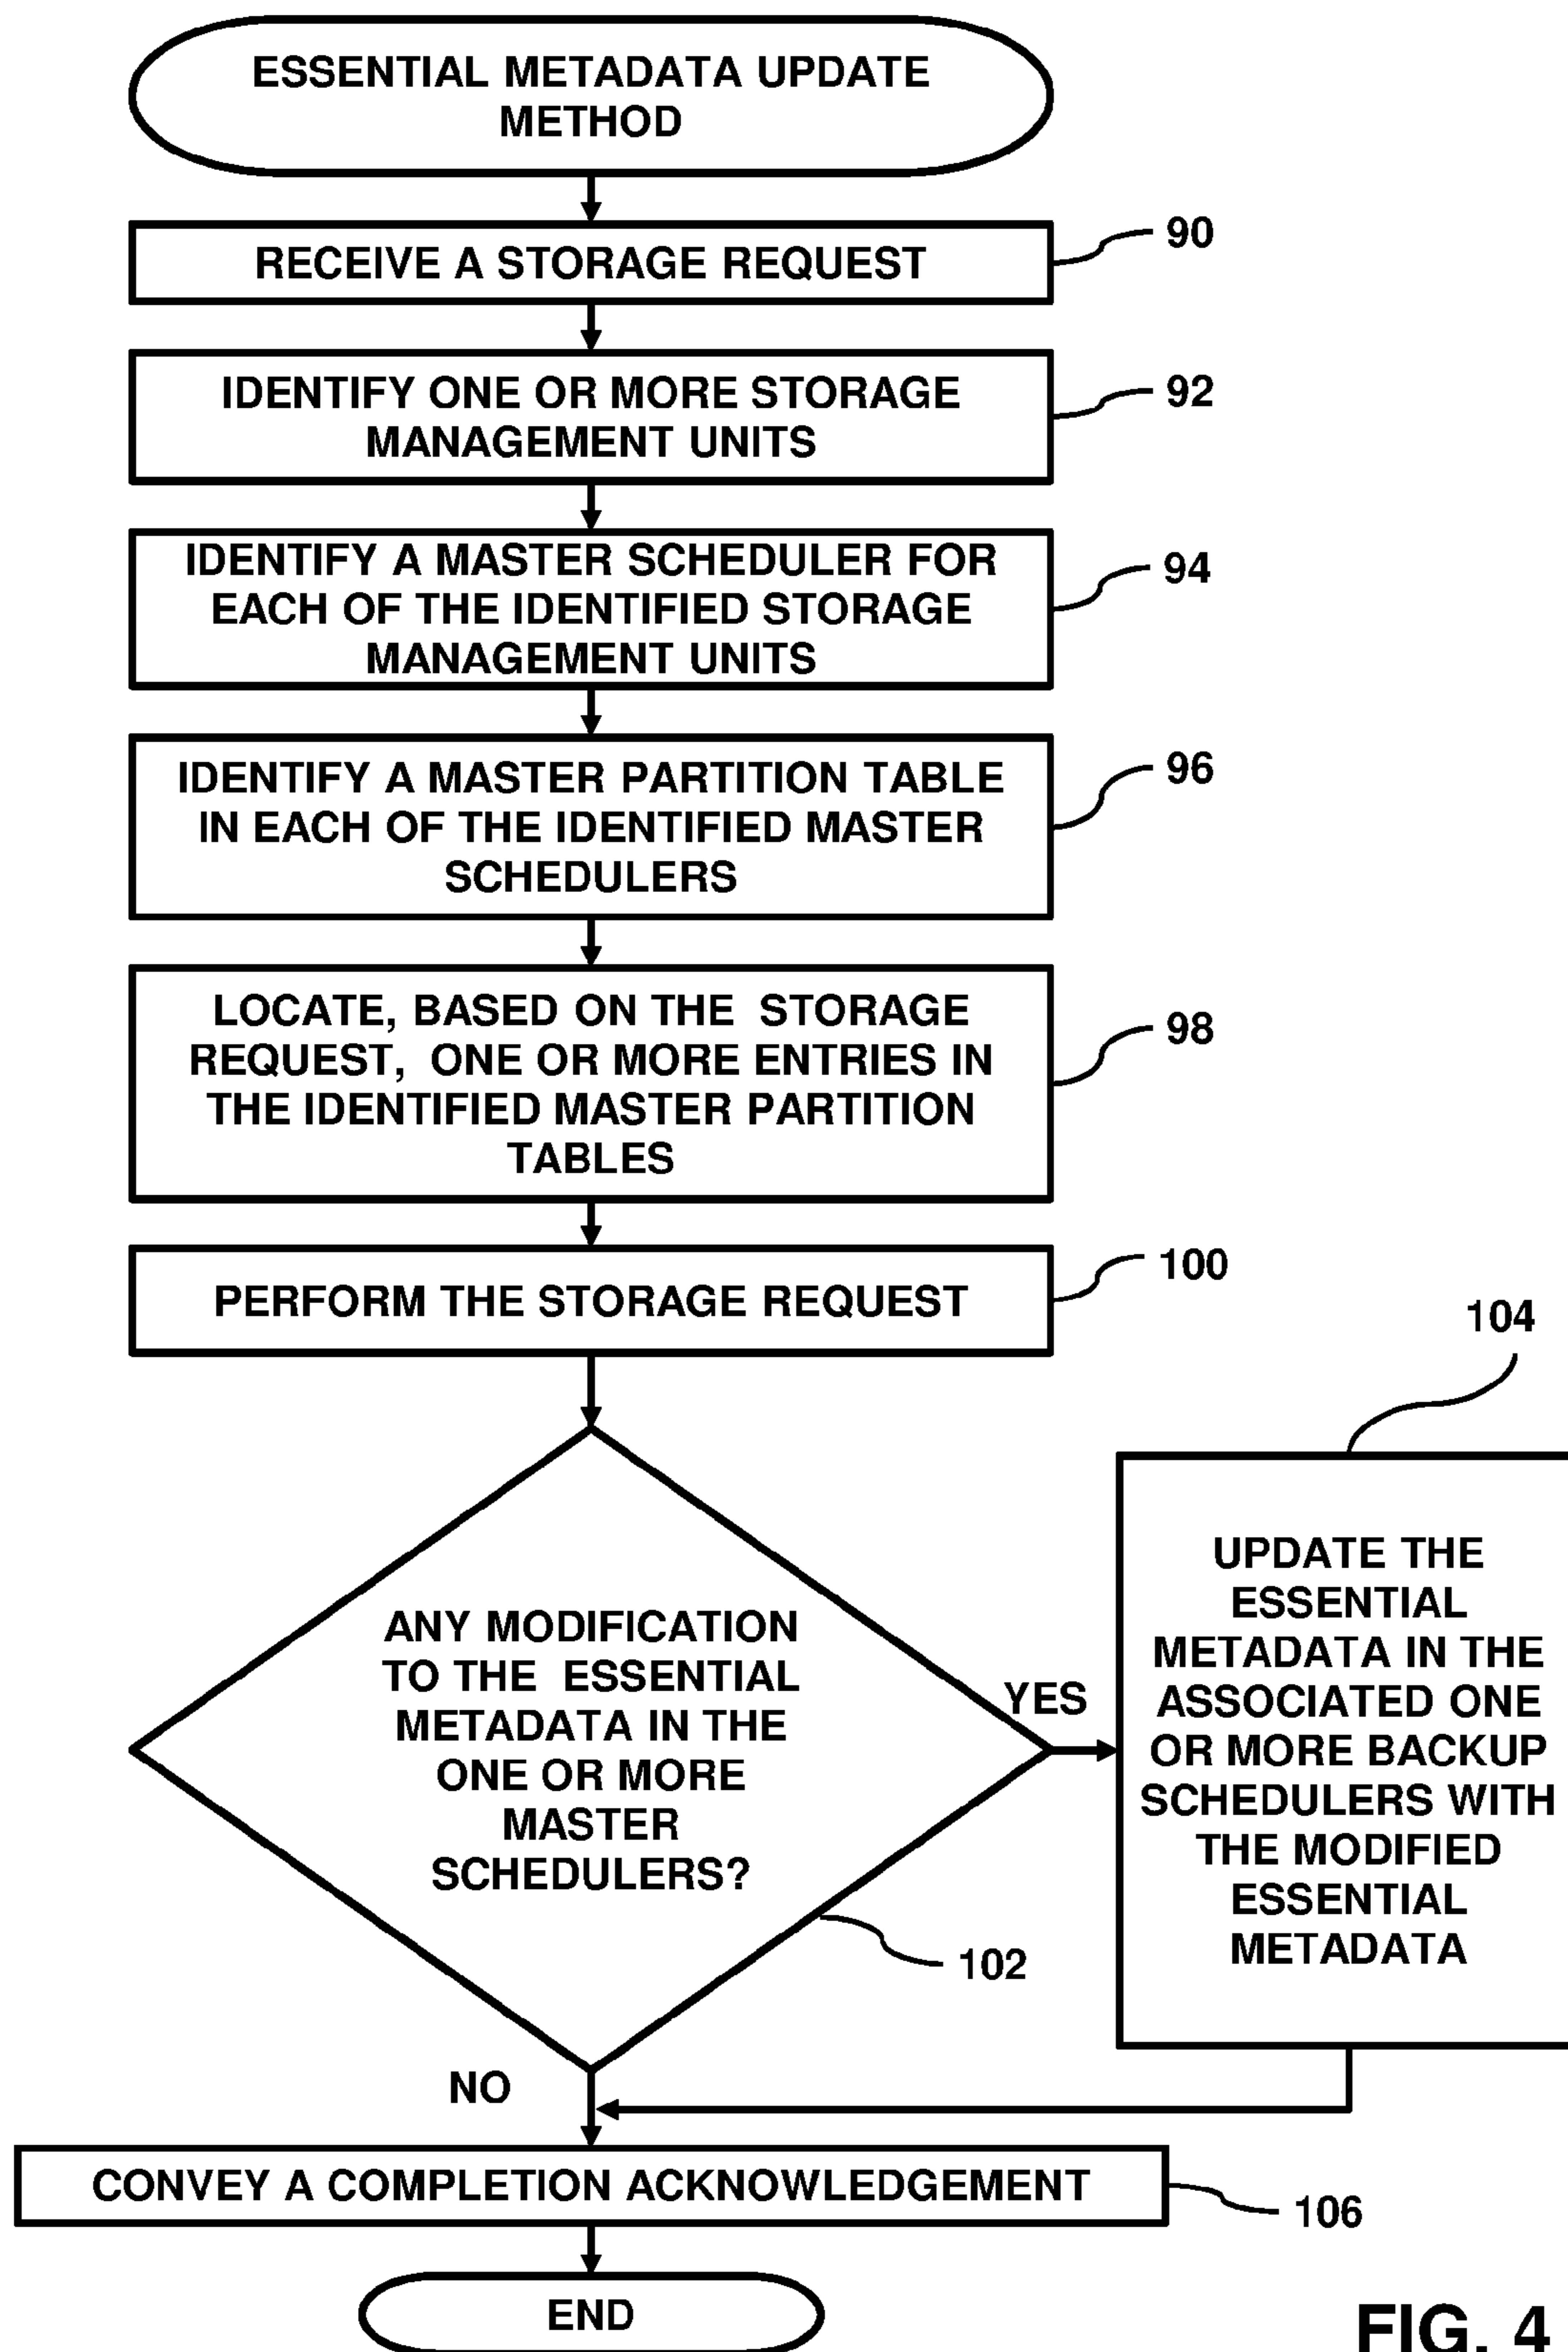 ESSENTIAL METADATA UPDATE
METHOD
RECEIVE A STORAGE REQUEST
90
IDENTIFY ONE OR MORE STORAGE
MANAGEMENT UNITS
92
IDENTIFY A MASTER SCHEDULER FOR
EACH OF THE IDENTIFIED STORAGE
MANAGEMENT UNITS
94
IDENTIFY A MASTER PARTITION TABLE
IN EACH OF THE IDENTIFIED MASTER
SCHEDULERS
96
LOCATE, BASED ON THE STORAGE
REQUEST, ONE OR MORE ENTRIES IN
THE IDENTIFIED MASTER PARTITION
TABLES
98
PERFORM THE STORAGE REQUEST
100
ANY MODIFICATION
TO THE ESSENTIAL
METADATA IN THE
ONE OR MORE
MASTER
SCHEDULERS?
102
YES
104
UPDATE THE
ESSENTIAL
METADATA IN THE
ASSOCIATED ONE
OR MORE BACKUP
SCHEDULERS WITH
THE MODIFIED
ESSENTIAL
METADATA
NO
CONVEY A COMPLETION ACKNOWLEDGEMENT
106
END
FIG. 4